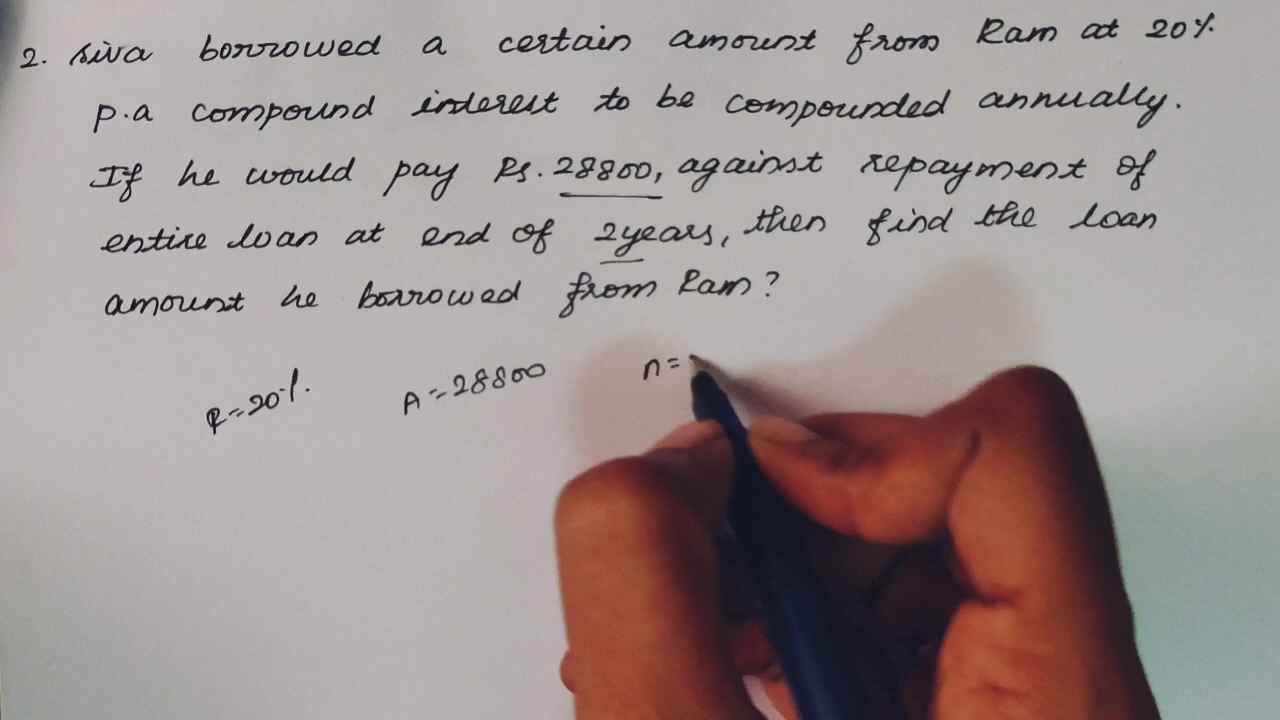 2. Siva borrowed a certain amount from Ram at 20%
p.a compound interest to be compounded annually.
If he would pay Rs. 28800, against repayment of
entire loan at end of 2years, then find the loan
amount he borrowed from Ram?
R=20%. A=28800 n=